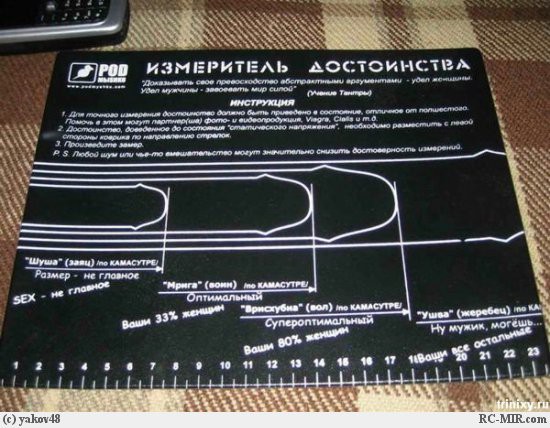 POD
МЫШКО
www.podmyshku.com
ИЗМЕРИТЕЛЬ ДОСТОИНСТВА
"Доказывать свое превосходство абстрактными аргументами - удел женщины.
Удел мужчины - завоевать мир силой"
(Учение Тантры)
ИНСТРУКЦИЯ
1. Для точного измерения достоинство должно быть приведено в состояние, отличное от полшестого.
Помочь в этом могут партнер(ша) фото- и видеопродукция, Viagra, Cialis и т.д.
2. Достоинство, доведенное до состояния "статического напряжения", необходимо разместить с левой
стороны коврика по направлению стрелок.
3. Произведите замер.
P. S. Любой шум или чье-то вмешательство могут значительно снизить достоверность измерений.
"Шуша" (заяц) /по КАМАСУТРЕ/
Размер - не главное
SEX - не главное
"Мрига" (воин) /по КАМАСУТРЕ/
Оптимальный
Ваши 33% женщин
"Врисхубна" (вол) /по КАМАСУТРЕ/
Супероптимальный
Ваши 80% женщин
"Ушва" (жеребец) /по КАМАСУТРЕ/
Ну мужик, могёшь...
Ваши все остальные
1 2 3 4 5 6 7 8 9 10 11 12 13 14 15 16 17 18 20 21 22 23
trinixy.ru
(c) yakov48
RC-MIR.com